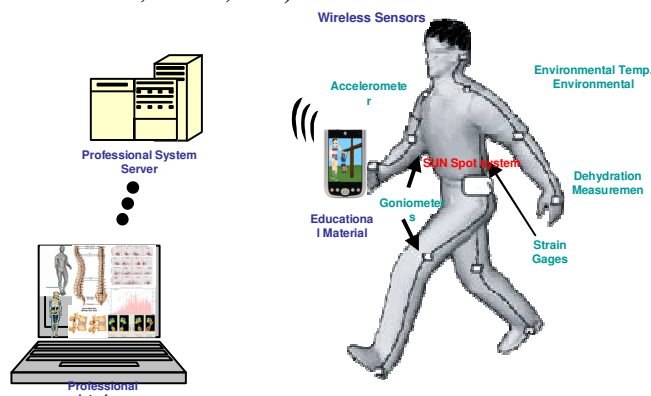 Wireless Sensors
Acceleromete
r
Environmental Temp.
Environmental
Professional System
Server
SUN Spot system
Dehydration
Measuremen
Goniometer
s
Educationa
l Material
Strain
Gages
Professional